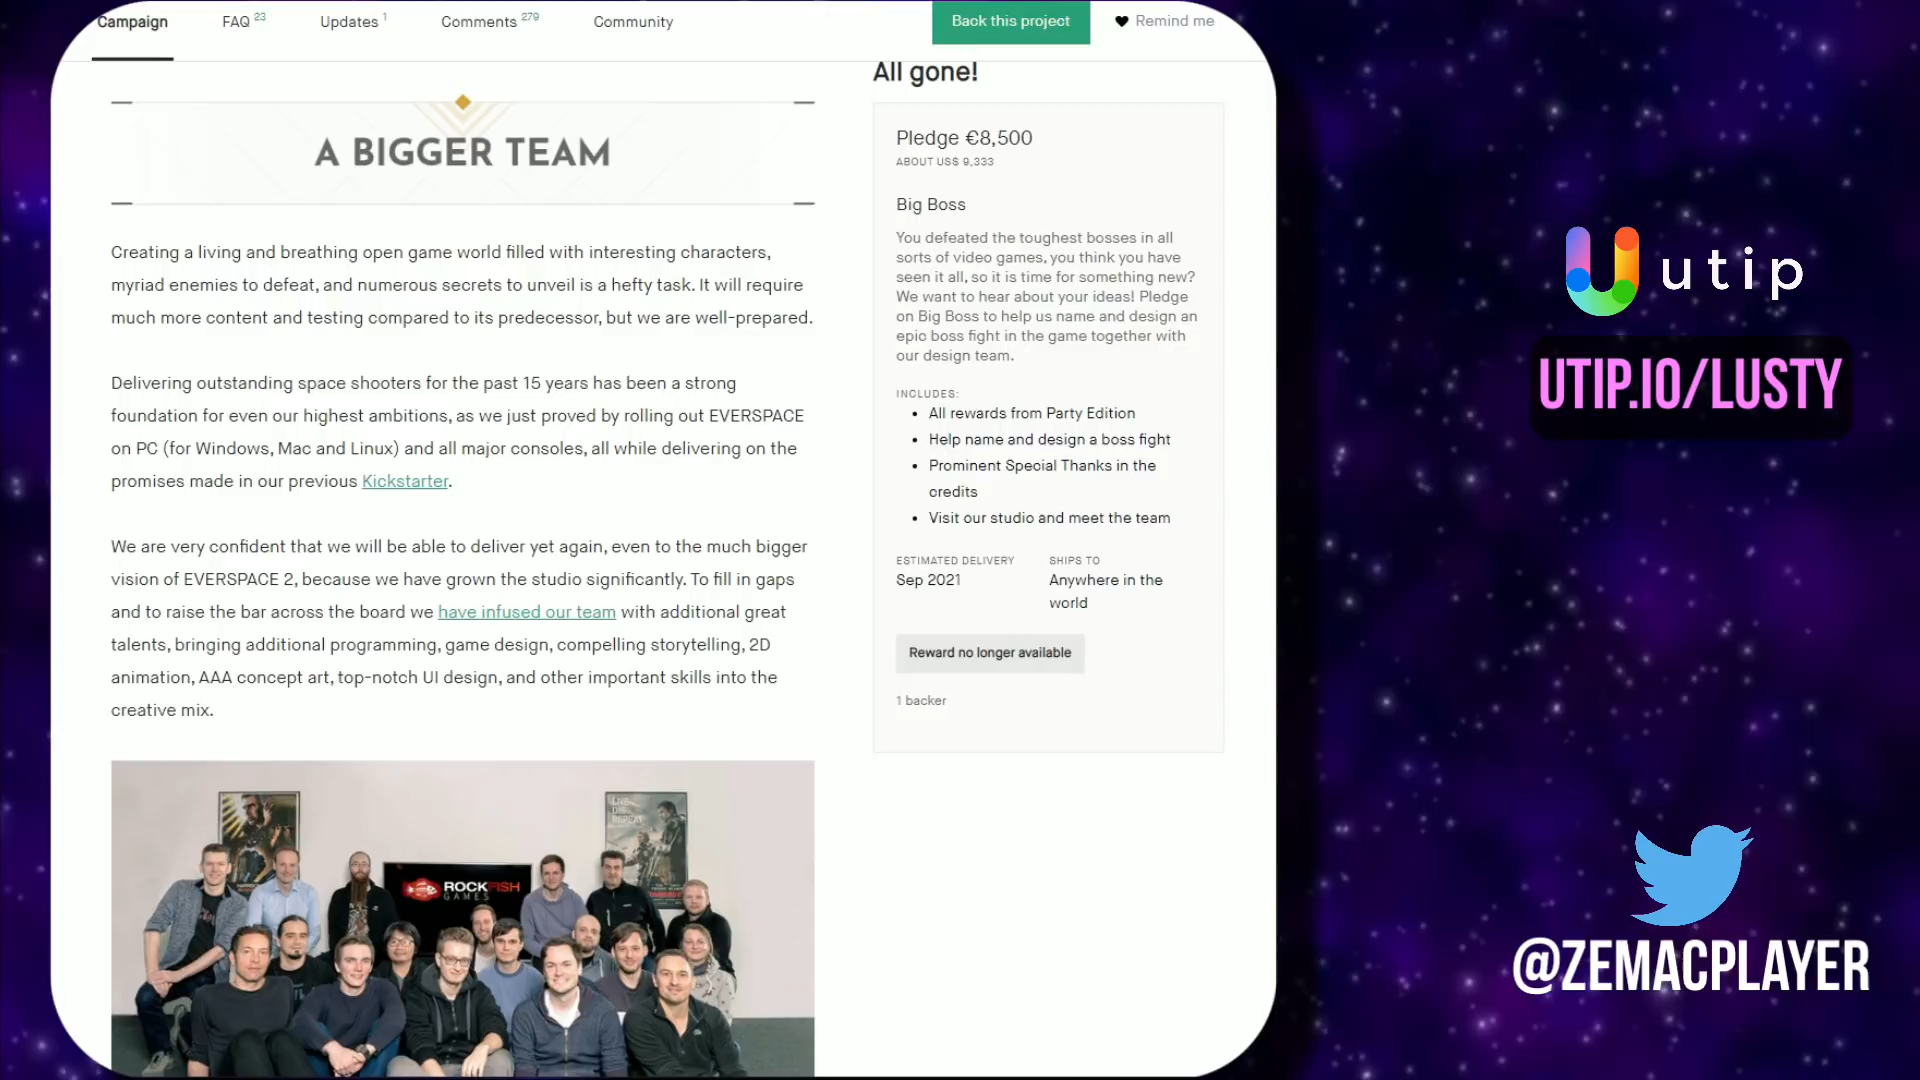 Campaign
FAQ 23
Updates 1
Comments 279
Community
Back this project
Remind me
A BIGGER TEAM
Creating a living and breathing open game world filled with interesting characters,
myriad enemies to defeat, and numerous secrets to unveil is a hefty task. It will require
much more content and testing compared to its predecessor, but we are well-prepared.
Delivering outstanding space shooters for the past 15 years has been a strong
foundation for even our highest ambitions, as we just proved by rolling out EVERSPACE
on PC (for Windows, Mac and Linux) and all major consoles, all while delivering on the
promises made in our previous Kickstarter.
We are very confident that we will be able to deliver yet again, even to the much bigger
vision of EVERSPACE 2, because we have grown the studio significantly. To fill in gaps
and to raise the bar across the board we have infused our team with additional great
talents, bringing additional programming, game design, compelling storytelling, 2D
animation, AAA concept art, top-notch UI design, and other important skills into the
creative mix.
LIVE
DIE
REPEAT
ROCKFISH
GAMES
All gone!
Pledge €8,500
ABOUT US$ 9,333
Big Boss
You defeated the toughest bosses in all
sorts of video games, you think you have
seen it all, so it is time for something new?
We want to hear about your ideas! Pledge
on Big Boss to help us name and design an
epic boss fight in the game together with
our design team.
INCLUDES:
• All rewards from Party Edition
• Help name and design a boss fight
• Prominent Special Thanks in the
credits
• Visit our studio and meet the team
ESTIMATED DELIVERY
Sep 2021
SHIPS TO
Anywhere in the
world
Reward no longer available
1 backer
utip
UTIP.IO/LUSTY
@ZEMACPLAYER